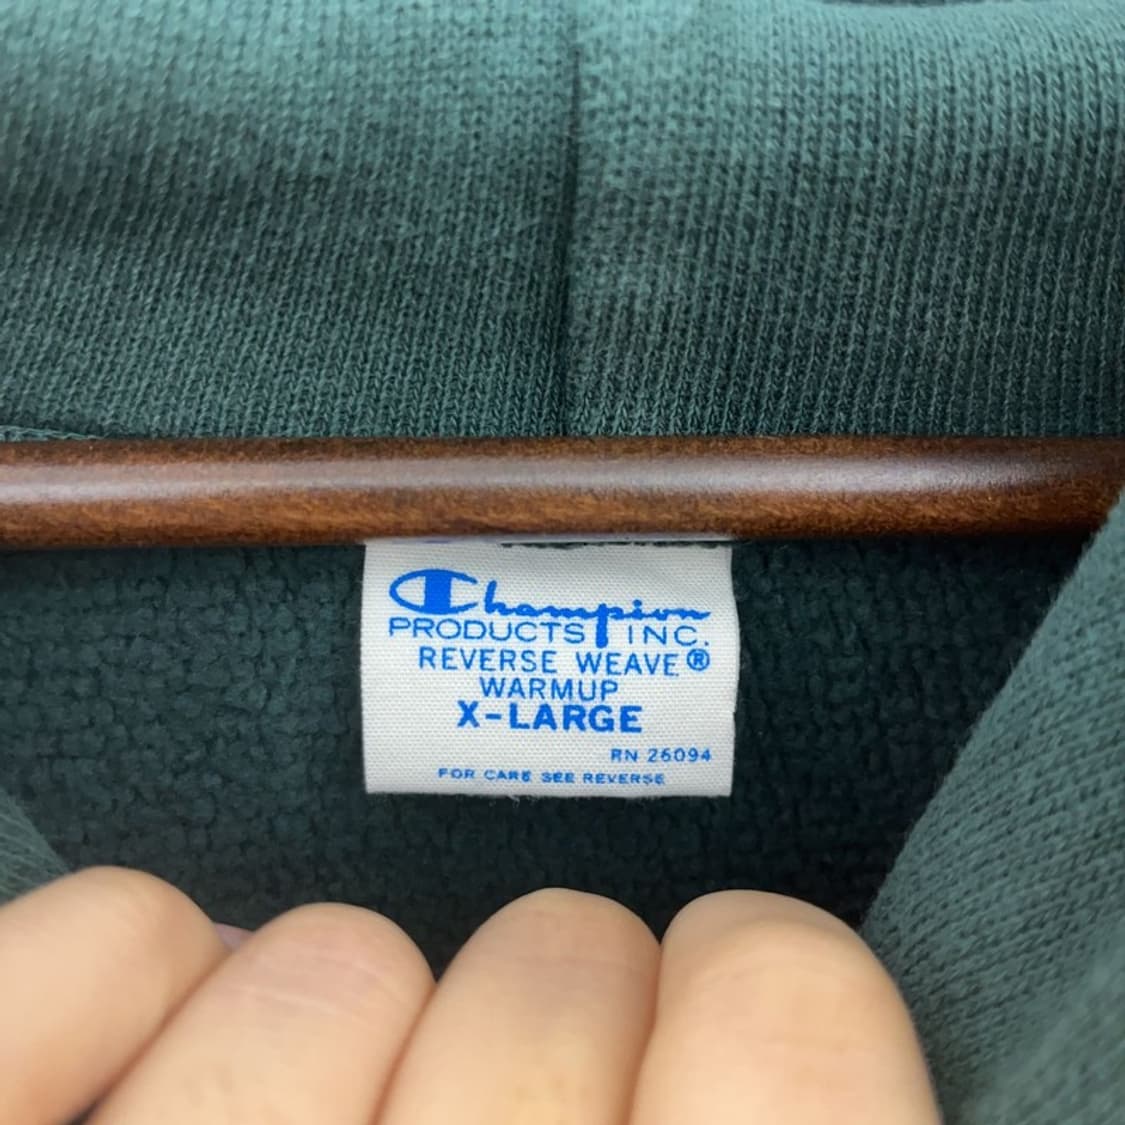 Champion
PRODUCTS INC.
REVERSE WEAVE®
WARMUP
X-LARGE
RN 26094
FOR CARE SEE REVERSE